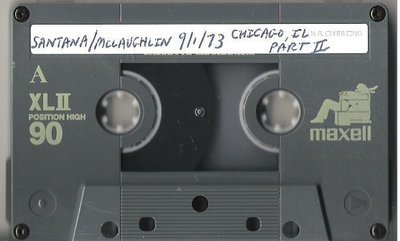 SANTANA/MCLAUGHLIN 9/1/73 CHICAGO, IL
PART II
A
XLII
POSITION HIGH
90
maxell